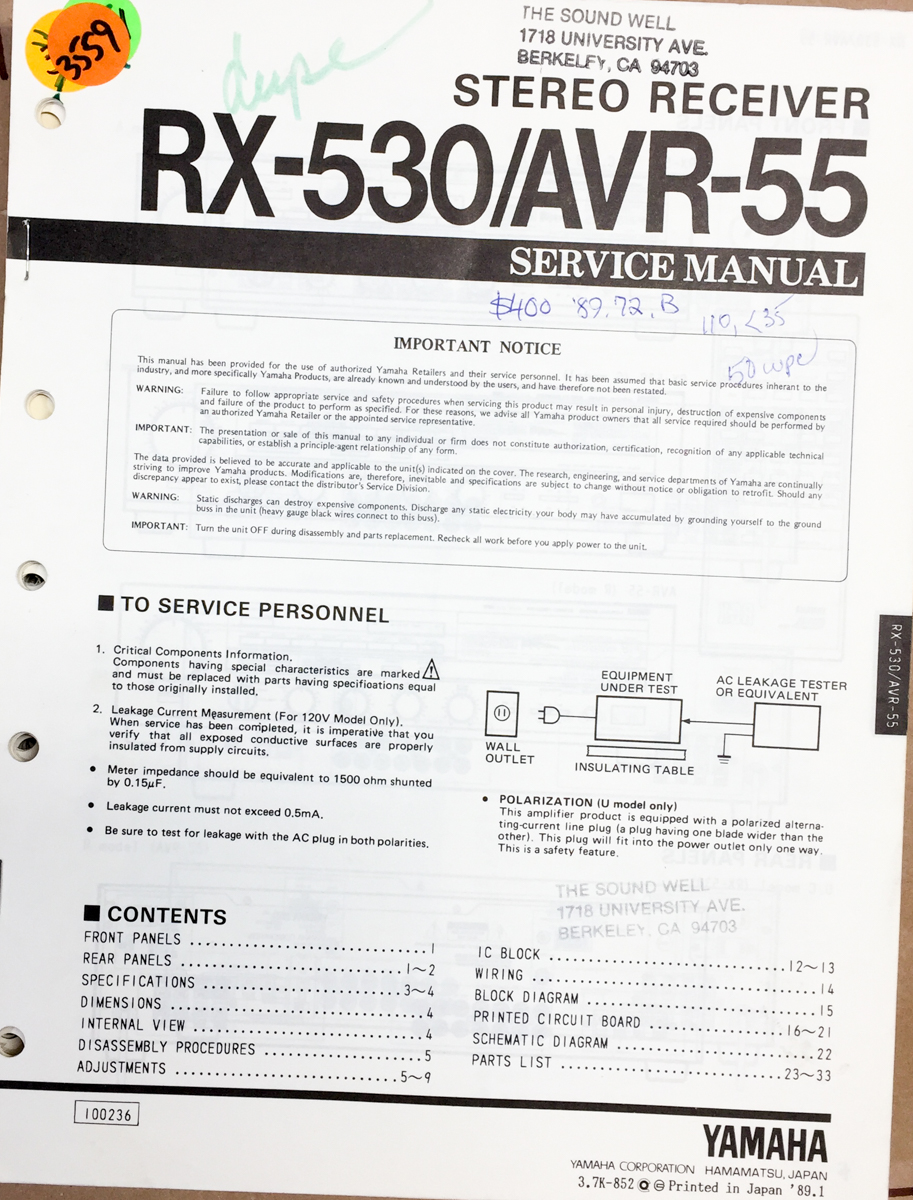 3559
dupe
THE SOUND WELL
1718 UNIVERSITY AVE.
BERKELEY, CA 94703
STEREO RECEIVER
RX-530/AVR-55
SERVICE MANUAL
$400 '89.72.B
110, <35
50 wpc
IMPORTANT NOTICE
This manual has been provided for the use of authorized Yamaha Retailers and their service personnel. It has been assumed that basic service procedures inherant to the
industry, and more specifically Yamaha Products, are already known and understood by the users, and have therefore not been restated.
WARNING: Failure to follow appropriate service and safety procedures when servicing this product may result in personal injury, destruction of expensive components
and failure of the product to perform as specified. For these reasons, we advise all Yamaha product owners that all service required should be performed by
an authorized Yamaha Retailer or the appointed service representative.
IMPORTANT: The presentation or sale of this manual to any individual or firm does not constitute authorization, certification, recognition of any applicable technical
capabilities, or establish a principle-agent relationship of any form.
The data provided is believed to be accurate and applicable to the unit(s) indicated on the cover. The research, engineering, and service departments of Yamaha are continually
striving to improve Yamaha products. Modifications are, therefore, inevitable and specifications are subject to change without notice or obligation to retrofit. Should any
discrepancy appear to exist, please contact the distributor's Service Division.
WARNING: Static discharges can destroy expensive components. Discharge any static electricity your body may have accumulated by grounding yourself to the ground
buss in the unit (heavy gauge black wires connect to this buss).
IMPORTANT: Turn the unit OFF during disassembly and parts replacement. Recheck all work before you apply power to the unit.
■ TO SERVICE PERSONNEL
1. Critical Components Information.
Components having special characteristics are marked ⚠
and must be replaced with parts having specifioations equal
to those originally installed.
2. Leakage Current Measurement (For 120V Model Only).
When service has been completed, it is imperative that you
verify that all exposed conductive surfaces are properly
insulated from supply circuits.
● Meter impedance should be equivalent to 1500 ohm shunted
by 0.15μF.
● Leakage current must not exceed 0.5mA.
● Be sure to test for leakage with the AC plug in both polarities.
WALL
OUTLET
EQUIPMENT
UNDER TEST
INSULATING TABLE
AC LEAKAGE TESTER
OR EQUIVALENT
● POLARIZATION (U model only)
This amplifier product is equipped with a polarized alterna-
ting-current line plug (a plug having one blade wider than the
other). This plug will fit into the power outlet only one way.
This is a safety feature.
RX-530/AVR-55
THE SOUND WELL
1718 UNIVERSITY AVE.
BERKELEY, CA 94703
■ CONTENTS
FRONT PANELS ............................ 1
REAR PANELS ......................... 1~2
SPECIFICATIONS ........................ 3~4
DIMENSIONS .............................. 4
INTERNAL VIEW ............................ 4
DISASSEMBLY PROCEDURES ................... 5
ADJUSTMENTS ........................... 5~9
IC BLOCK ............................ 12~13
WIRING .................................. 14
BLOCK DIAGRAM ........................... 15
PRINTED CIRCUIT BOARD ................ 16~21
SCHEMATIC DIAGRAM ....................... 22
PARTS LIST .......................... 23~33
100236
YAMAHA
YAMAHA CORPORATION HAMAMATSU, JAPAN
3.7K-852 Printed in Japan '89.1